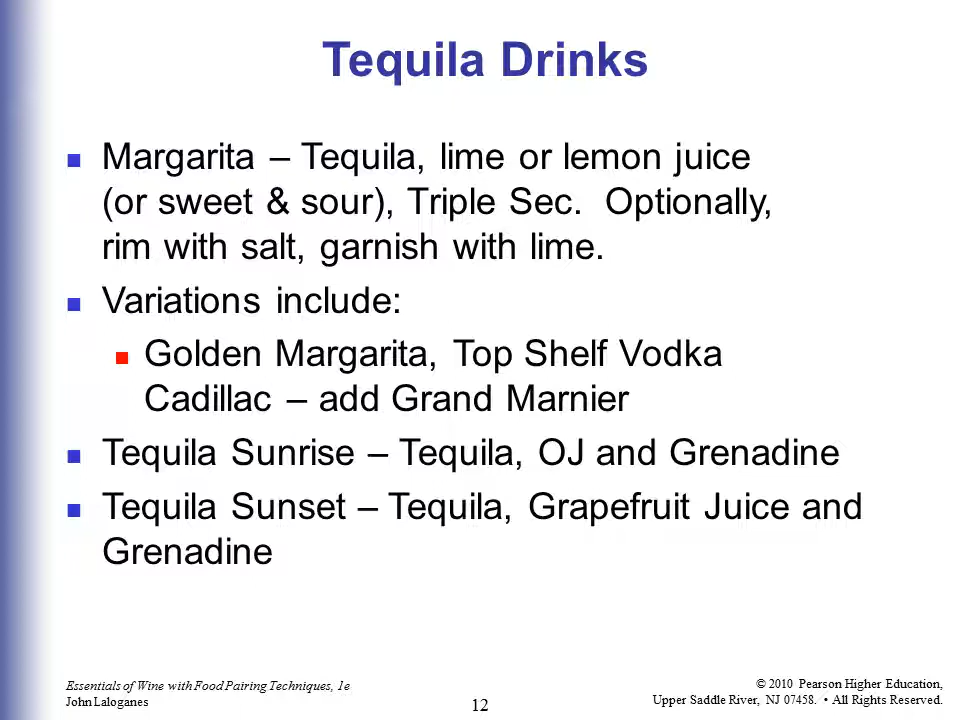 Tequila Drinks
Margarita – Tequila, lime or lemon juice
(or sweet & sour), Triple Sec. Optionally,
rim with salt, garnish with lime.
Variations include:
Golden Margarita, Top Shelf Vodka
Cadillac – add Grand Marnier
Tequila Sunrise – Tequila, OJ and Grenadine
Tequila Sunset – Tequila, Grapefruit Juice and
Grenadine
Essentials of Wine with Food Pairing Techniques, 1e
John Laloganes
12
© 2010 Pearson Higher Education,
Upper Saddle River, NJ 07458. • All Rights Reserved.